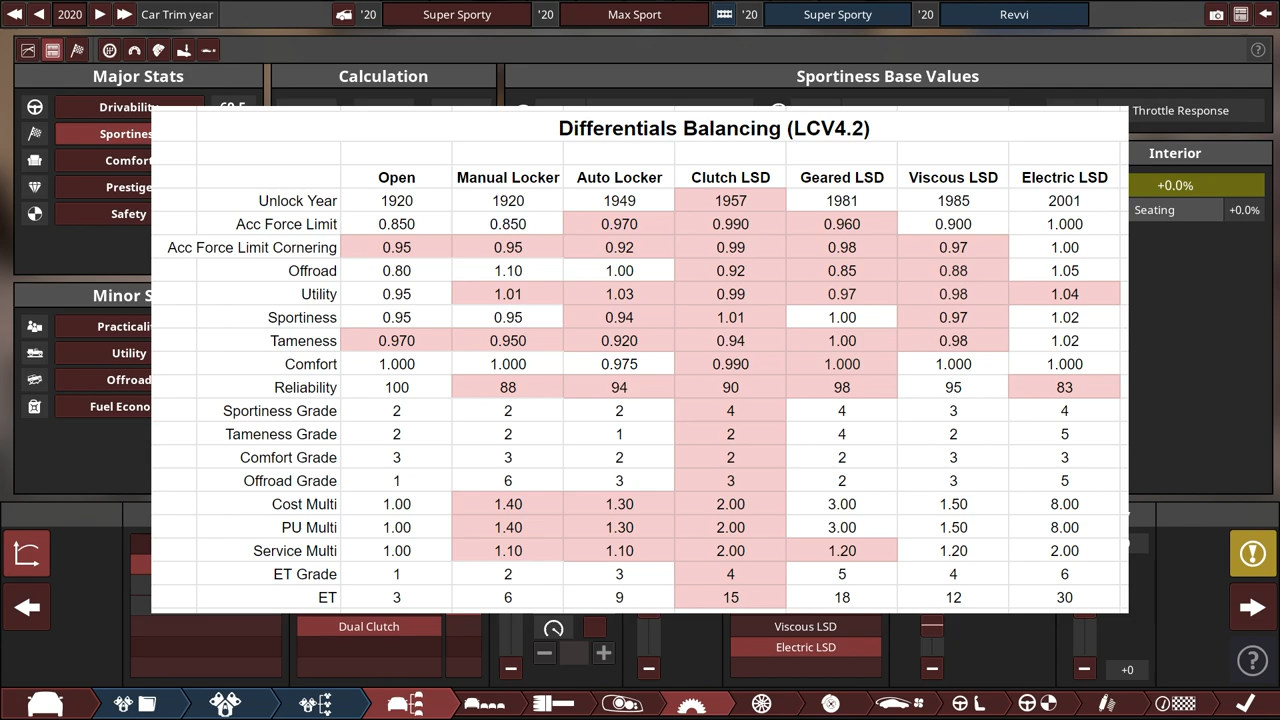 2020 Car Trim year '20 Super Sporty '20 Max Sport '20 Super Sporty '20 Revvi
Major Stats Calculation Sportiness Base Values
Drivability
Throttle Response
Differentials Balancing (LCV4.2)
Sportiness
Comfort
Interior
Open Manual Locker Auto Locker Clutch LSD Geared LSD Viscous LSD Electric LSD
Prestige
+0.0%
Unlock Year 1920 1920 1949 1957 1981 1985 2001
Seating +0.0%
Safety
Acc Force Limit 0.850 0.850 0.970 0.990 0.960 0.900 1.000
Acc Force Limit Cornering 0.95 0.95 0.92 0.99 0.98 0.97 1.00
Offroad 0.80 1.10 1.00 0.92 0.85 0.88 1.05
Minor S
Utility 0.95 1.01 1.03 0.99 0.97 0.98 1.04
Sportiness 0.95 0.95 0.94 1.01 1.00 0.97 1.02
Practicali
Tameness 0.970 0.950 0.920 0.94 1.00 0.98 1.02
Utility
Comfort 1.000 1.000 0.975 0.990 1.000 1.000 1.000
Offroad
Reliability 100 88 94 90 98 95 83
Fuel Econo
Sportiness Grade 2 2 2 4 4 3 4
Tameness Grade 2 2 1 2 4 2 5
Comfort Grade 3 3 2 2 2 3 3
Offroad Grade 1 6 3 3 2 3 5
Cost Multi 1.00 1.40 1.30 2.00 3.00 1.50 8.00
PU Multi 1.00 1.40 1.30 2.00 3.00 1.50 8.00
Service Multi 1.00 1.10 1.10 2.00 1.20 1.20 2.00
ET Grade 1 2 3 4 5 4 6
ET 3 6 9 15 18 12 30
Dual Clutch Viscous LSD
Electric LSD
+0